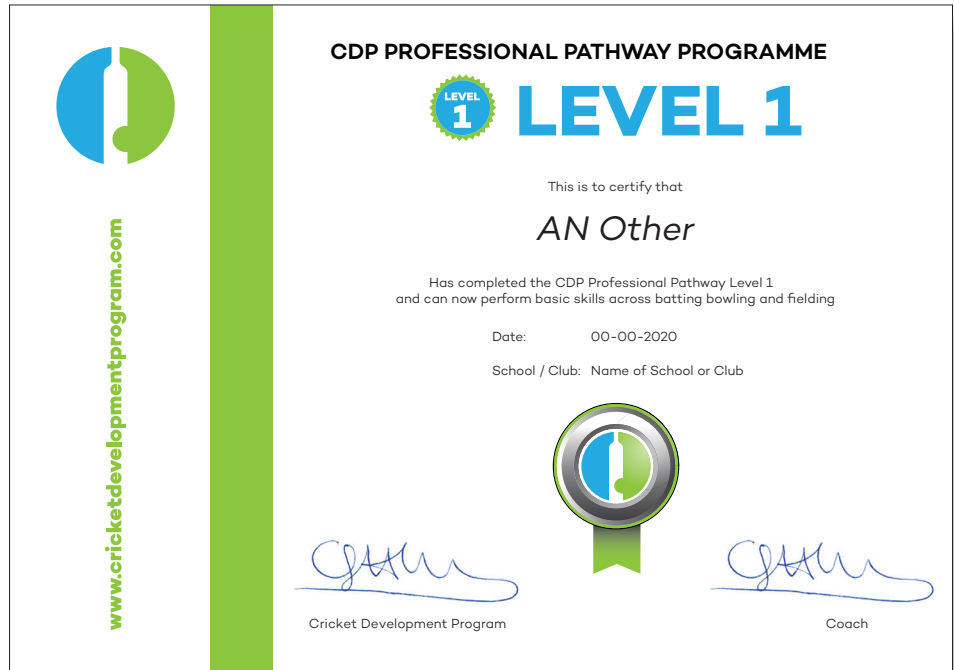 CDP PROFESSIONAL PATHWAY PROGRAMME
LEVEL
1
LEVEL 1
This is to certify that
AN Other
Has completed the CDP Professional Pathway Level 1
and can now perform basic skills across batting bowling and fielding
Date: 00-00-2020
School / Club: Name of School or Club
Cricket Development Program
Coach
www.cricketdevelopmentprogram.com